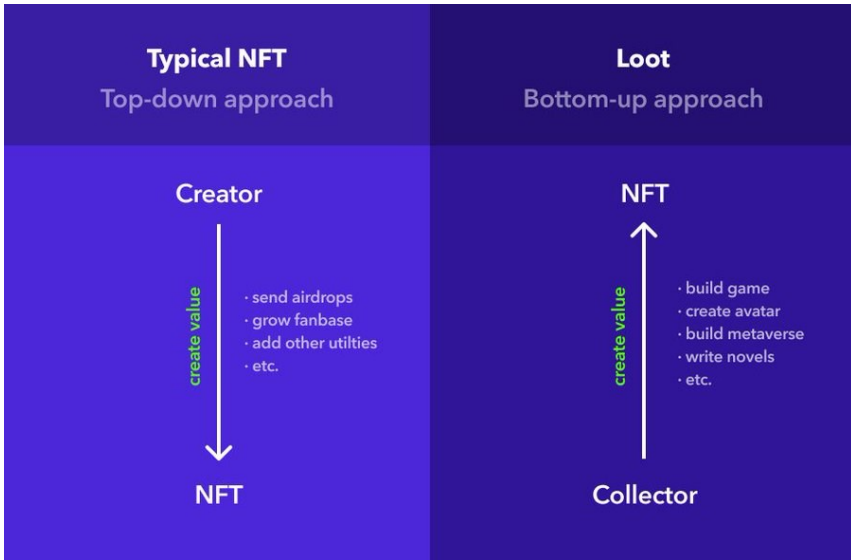 Typical NFT
Top-down approach
Creator
create value
· send airdrops
· grow fanbase
· add other utilties
· etc.
NFT
Loot
Bottom-up approach
NFT
create value
· build game
· create avatar
· build metaverse
· write novels
· etc.
Collector